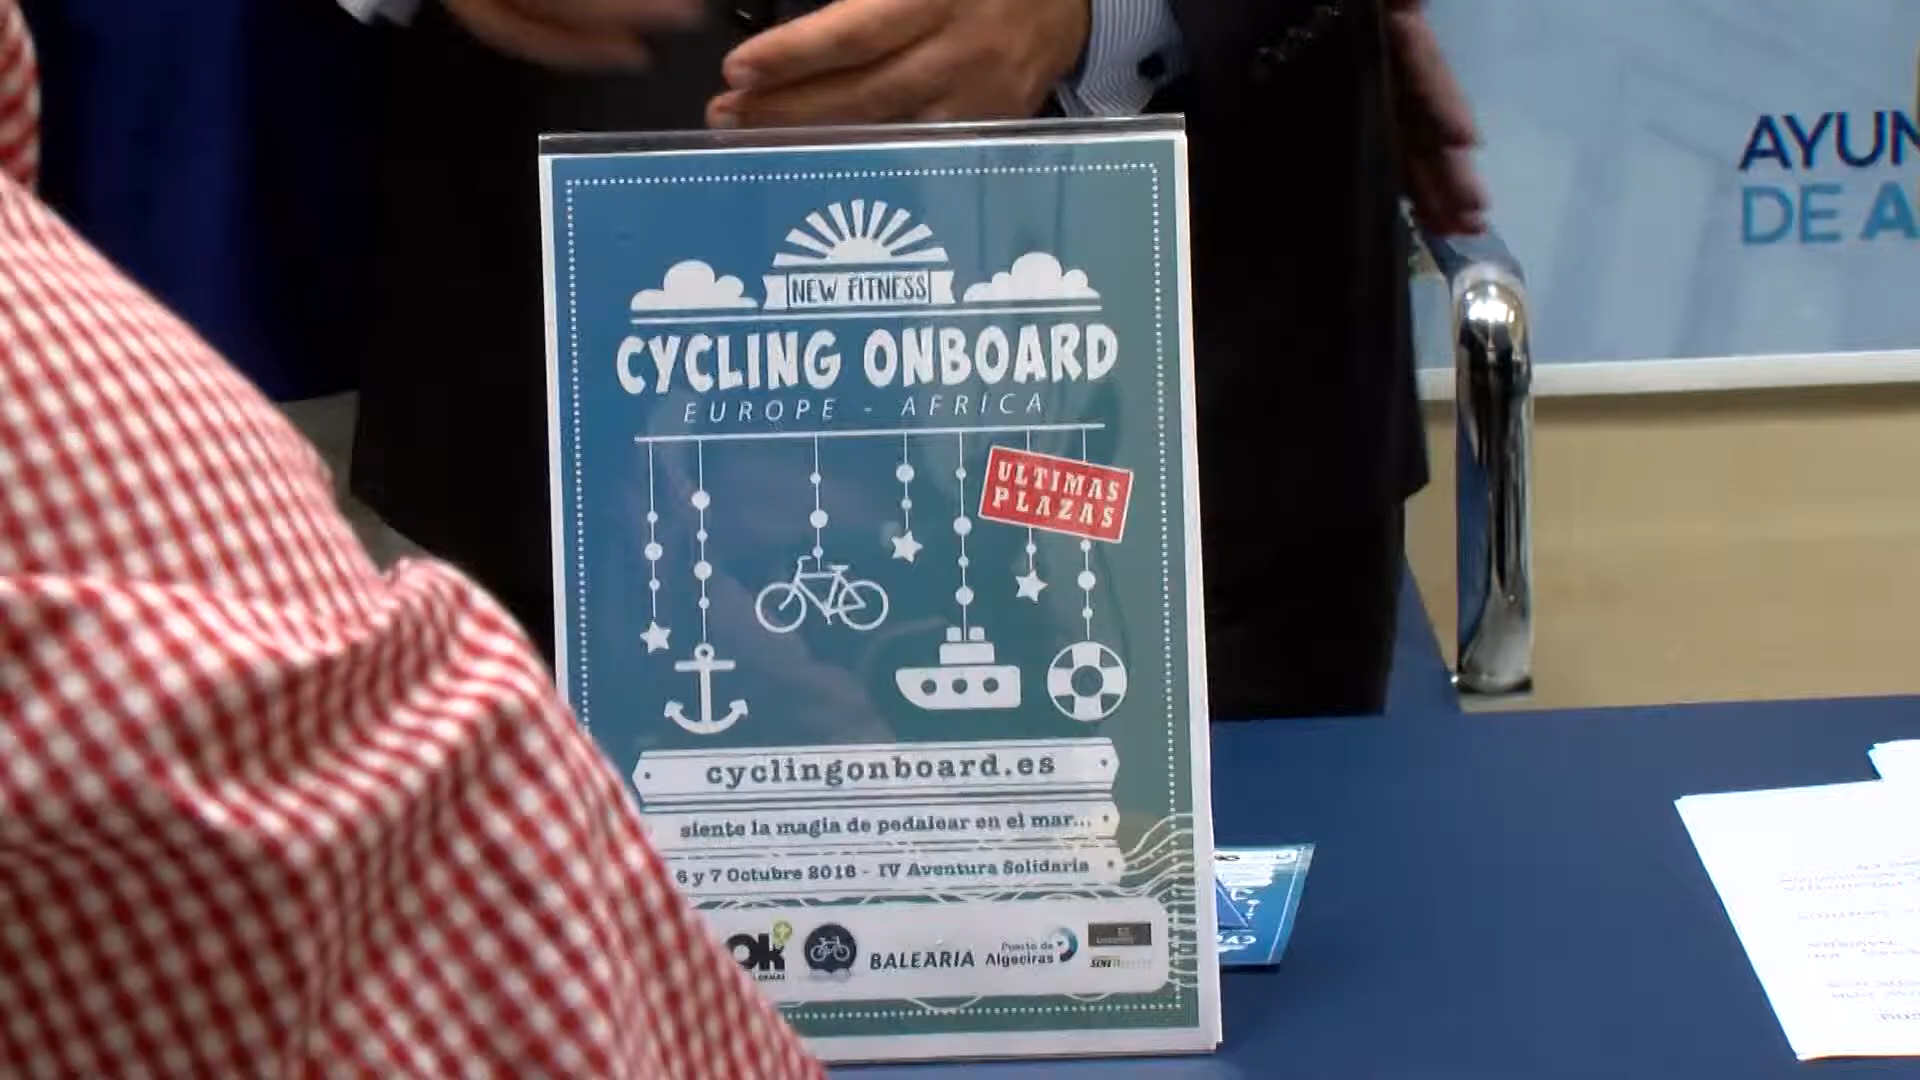 NEW FITNESS
CYCLING ONBOARD
EUROPE - AFRICA
ULTIMAS
PLAZAS
cyclingonboard.es
siente la magia de pedalear en el mar...
6 y 7 Octubre 2016 - IV Aventura Solidaria
ok
BALEARIA
Puerto de
Algeciras
AYUN
DE A